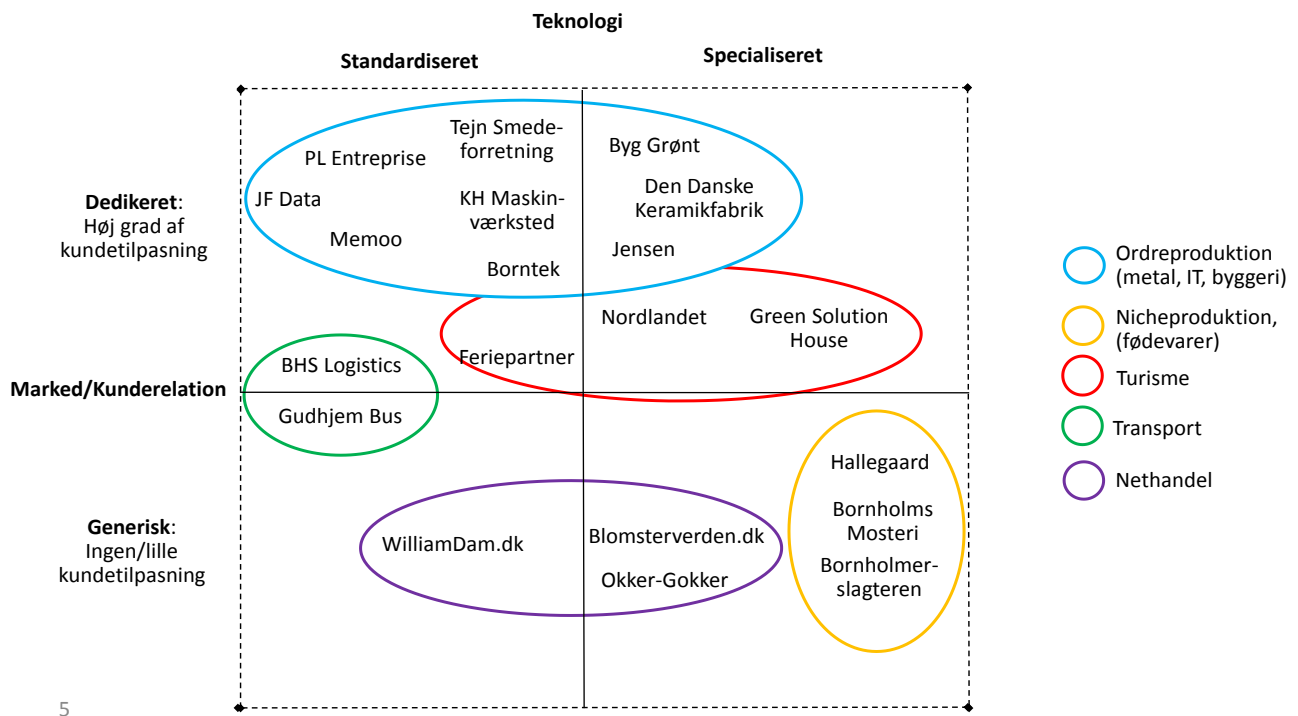 Teknologi
Standardiseret
Specialiseret
Tejn Smede-
forretning
PL Entreprise
Byg Grønt
Dedikeret:
Høj grad af
kundetilpasning
JF Data
KH Maskin-
værksted
Den Danske
Keramikfabrik
Memoo
Jensen
Borntek
Nordlandet
Green Solution
House
Feriepartner
BHS Logistics
Marked/Kunderelation
Gudhjem Bus
Hallegaard
Bornholms
Mosteri
Bornholmer-
slagteren
Generisk:
Ingen/lille
kundetilpasning
WilliamDam.dk
Blomsterverden.dk
Okker-Gokker
Ordreproduktion
(metal, IT, byggeri)
Nicheproduktion,
(fødevarer)
Turisme
Transport
Nethandel
5